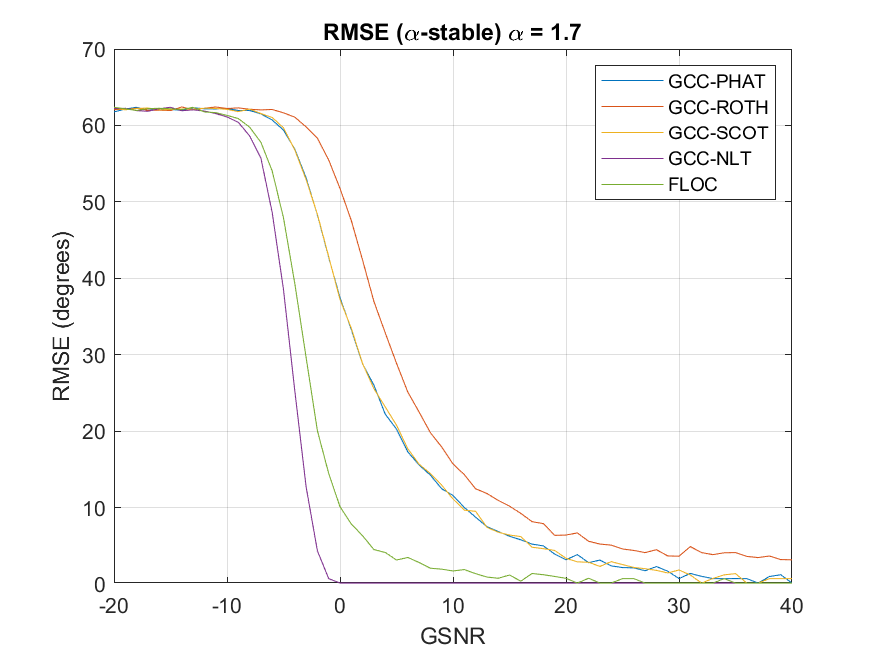 RMSE (α-stable) α = 1.7
70
60
50
40
30
20
10
0
RMSE (degrees)
-20
-10
0
10
20
30
40
GSNR
GCC-PHAT
GCC-ROTH
GCC-SCOT
GCC-NLT
FLOC